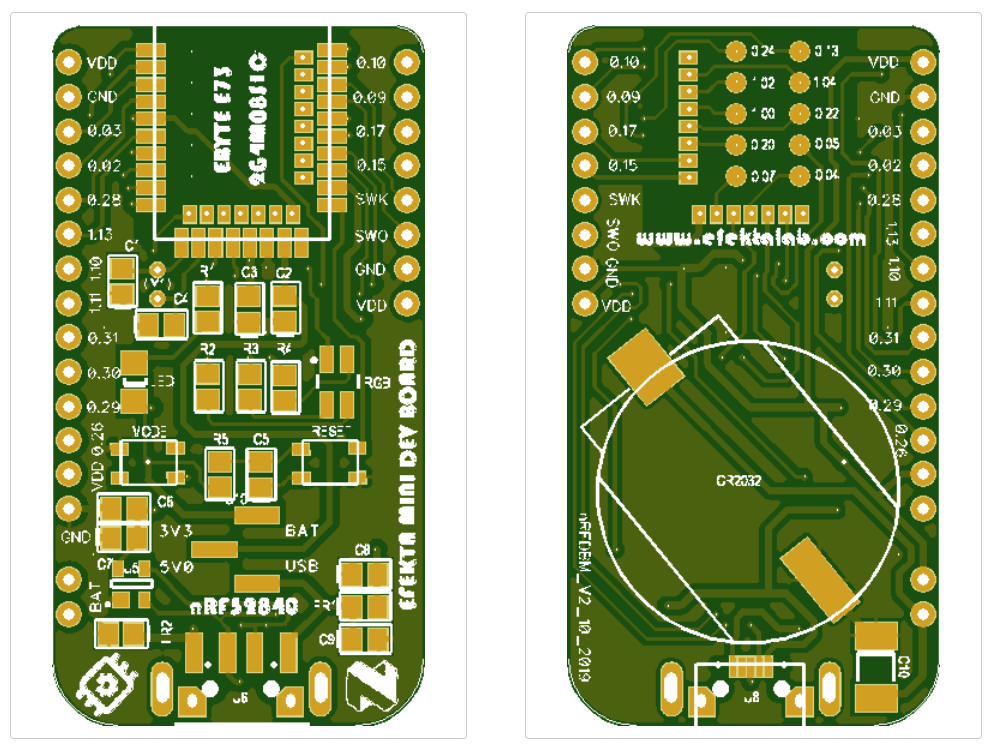 VDD
GND
0.03
0.02
0.28
1.13
1.10
1.11
0.31
0.30
0.29
0.26
VDD
GND
BAT
EBYTE E73
2G4M08S1C
0.10
0.09
0.17
0.15
SWK
SWO
GND
VDD
C4
R1
C3
C2
R2
R3
R4
LED
RGB
MODE
RESET
R5
C5
C6
3V3
BAT
C7
5V0
USB
C8
nRF52840
FR2
FR1
C9
EFEKTA MINI DEV BOARD
0.10
0.09
0.17
0.15
SWK
SWO
GND
VDD
0.24
0.13
1.02
1.04
1.00
0.22
0.20
0.05
0.07
0.04
www.efektalab.com
VDD
GND
0.03
0.02
0.28
1.13
1.10
1.11
0.31
0.30
0.29
0.26
CR2032
nRFDBM_V2_10_2019
C10